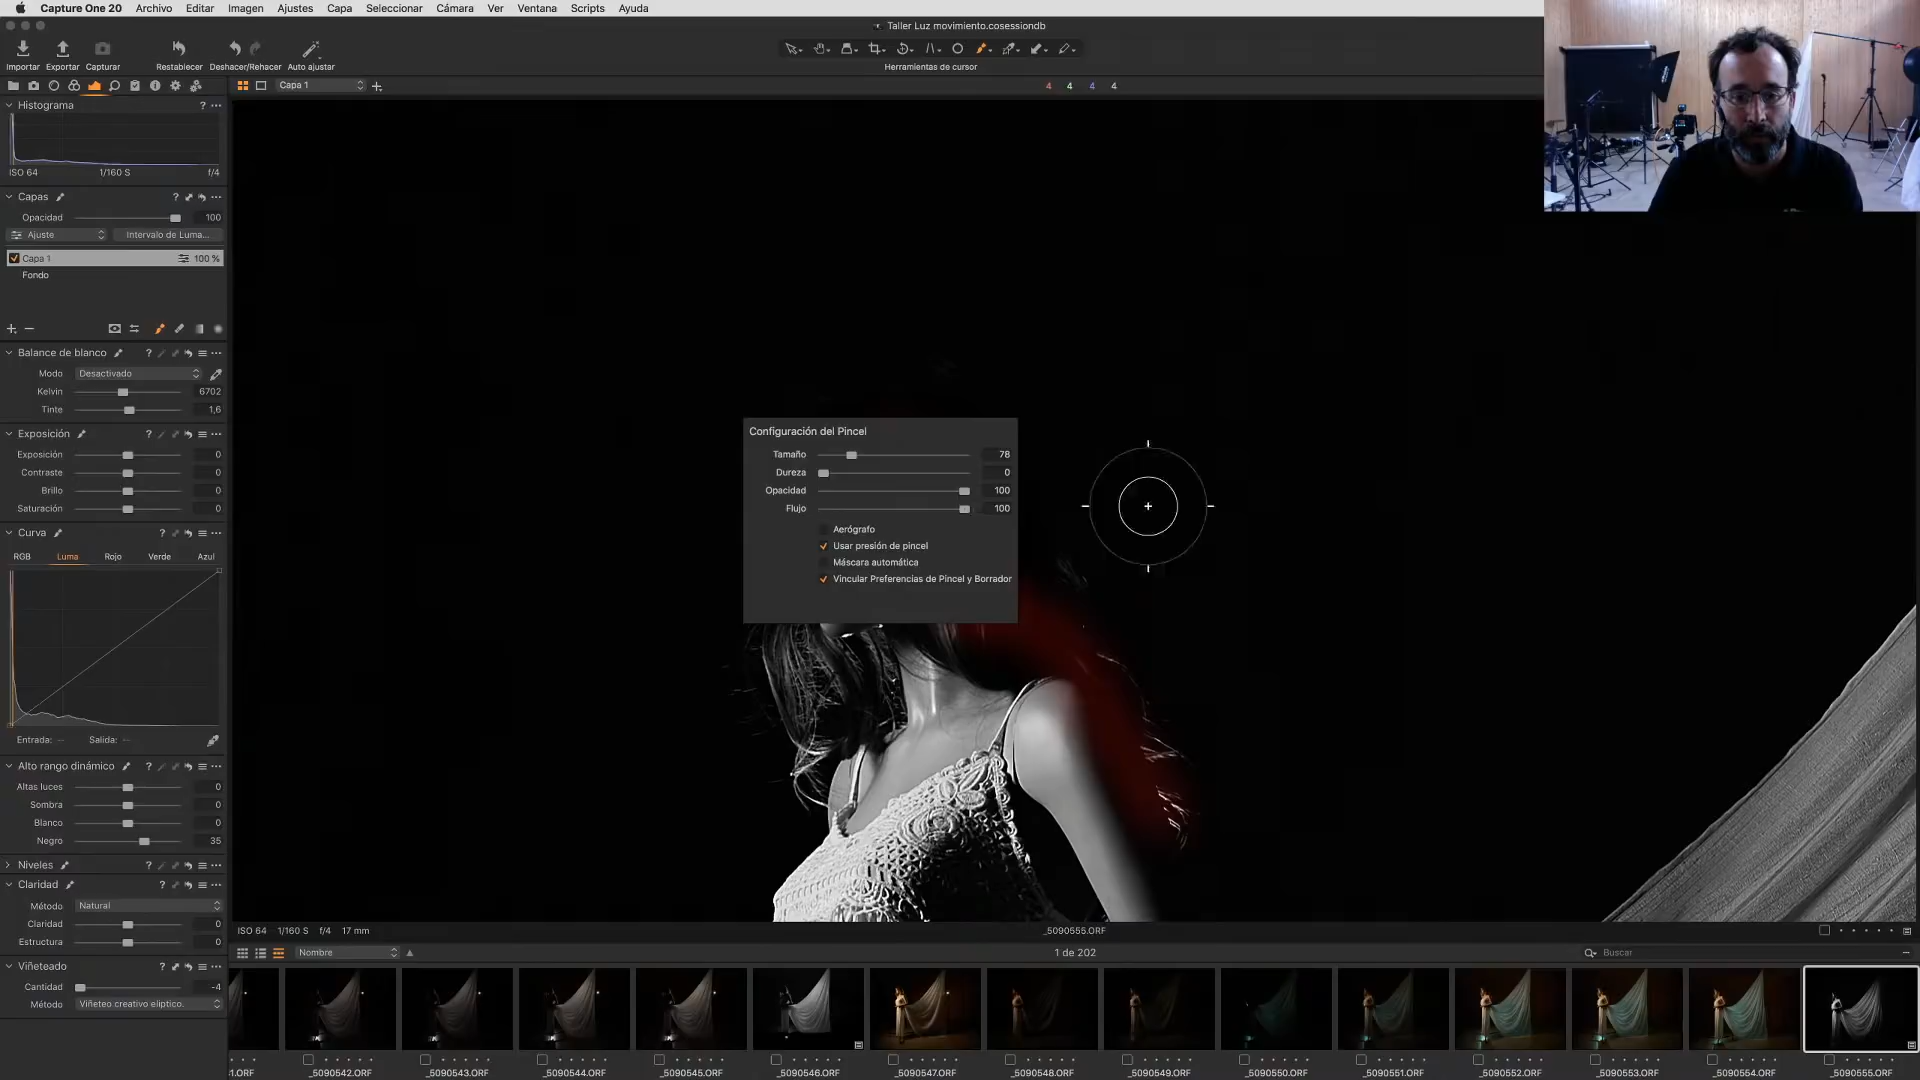 Capture One 20 Archivo Editar Imagen Ajustes Capa Seleccionar Cámara Ver Ventana Scripts Ayuda
Taller Luz movimiento.cosessiondb
Importar Exportar Capturar Restablecer Deshacer/Rehacer Auto ajustar
Herramientas de cursor
Capa 1
4 4 4 4
Histograma
ISO 64 1/160 S f/4
Capas
Opacidad 100
Ajuste Intervalo de Luma...
Capa 1 100 %
Fondo
Balance de blanco
Modo Desactivado
Kelvin 6702
Tinte 1,6
Exposición
Exposición 0
Contraste 0
Brillo 0
Saturación 0
Curva
RGB Luma Rojo Verde Azul
Entrada: -- Salida: --
Alto rango dinámico
Altas luces 0
Sombra 0
Blanco 0
Negro 35
Niveles
Claridad
Método Natural
Claridad 0
Estructura 0
Viñeteado
Cantidad -4
Método Viñeteo creativo elíptico.
Configuración del Pincel
Tamaño 78
Dureza 0
Opacidad 100
Flujo 100
Aerógrafo
Usar presión de pincel
Máscara automática
Vincular Preferencias de Pincel y Borrador
ISO 64 1/160 S f/4 17 mm
_5090555.ORF
Nombre
1 de 202
Buscar
1.ORF _5090542.ORF _5090543.ORF _5090544.ORF _5090545.ORF _5090546.ORF _5090547.ORF _5090548.ORF _5090549.ORF _5090550.ORF _5090551.ORF _5090552.ORF _5090553.ORF _5090554.ORF _5090555.ORF